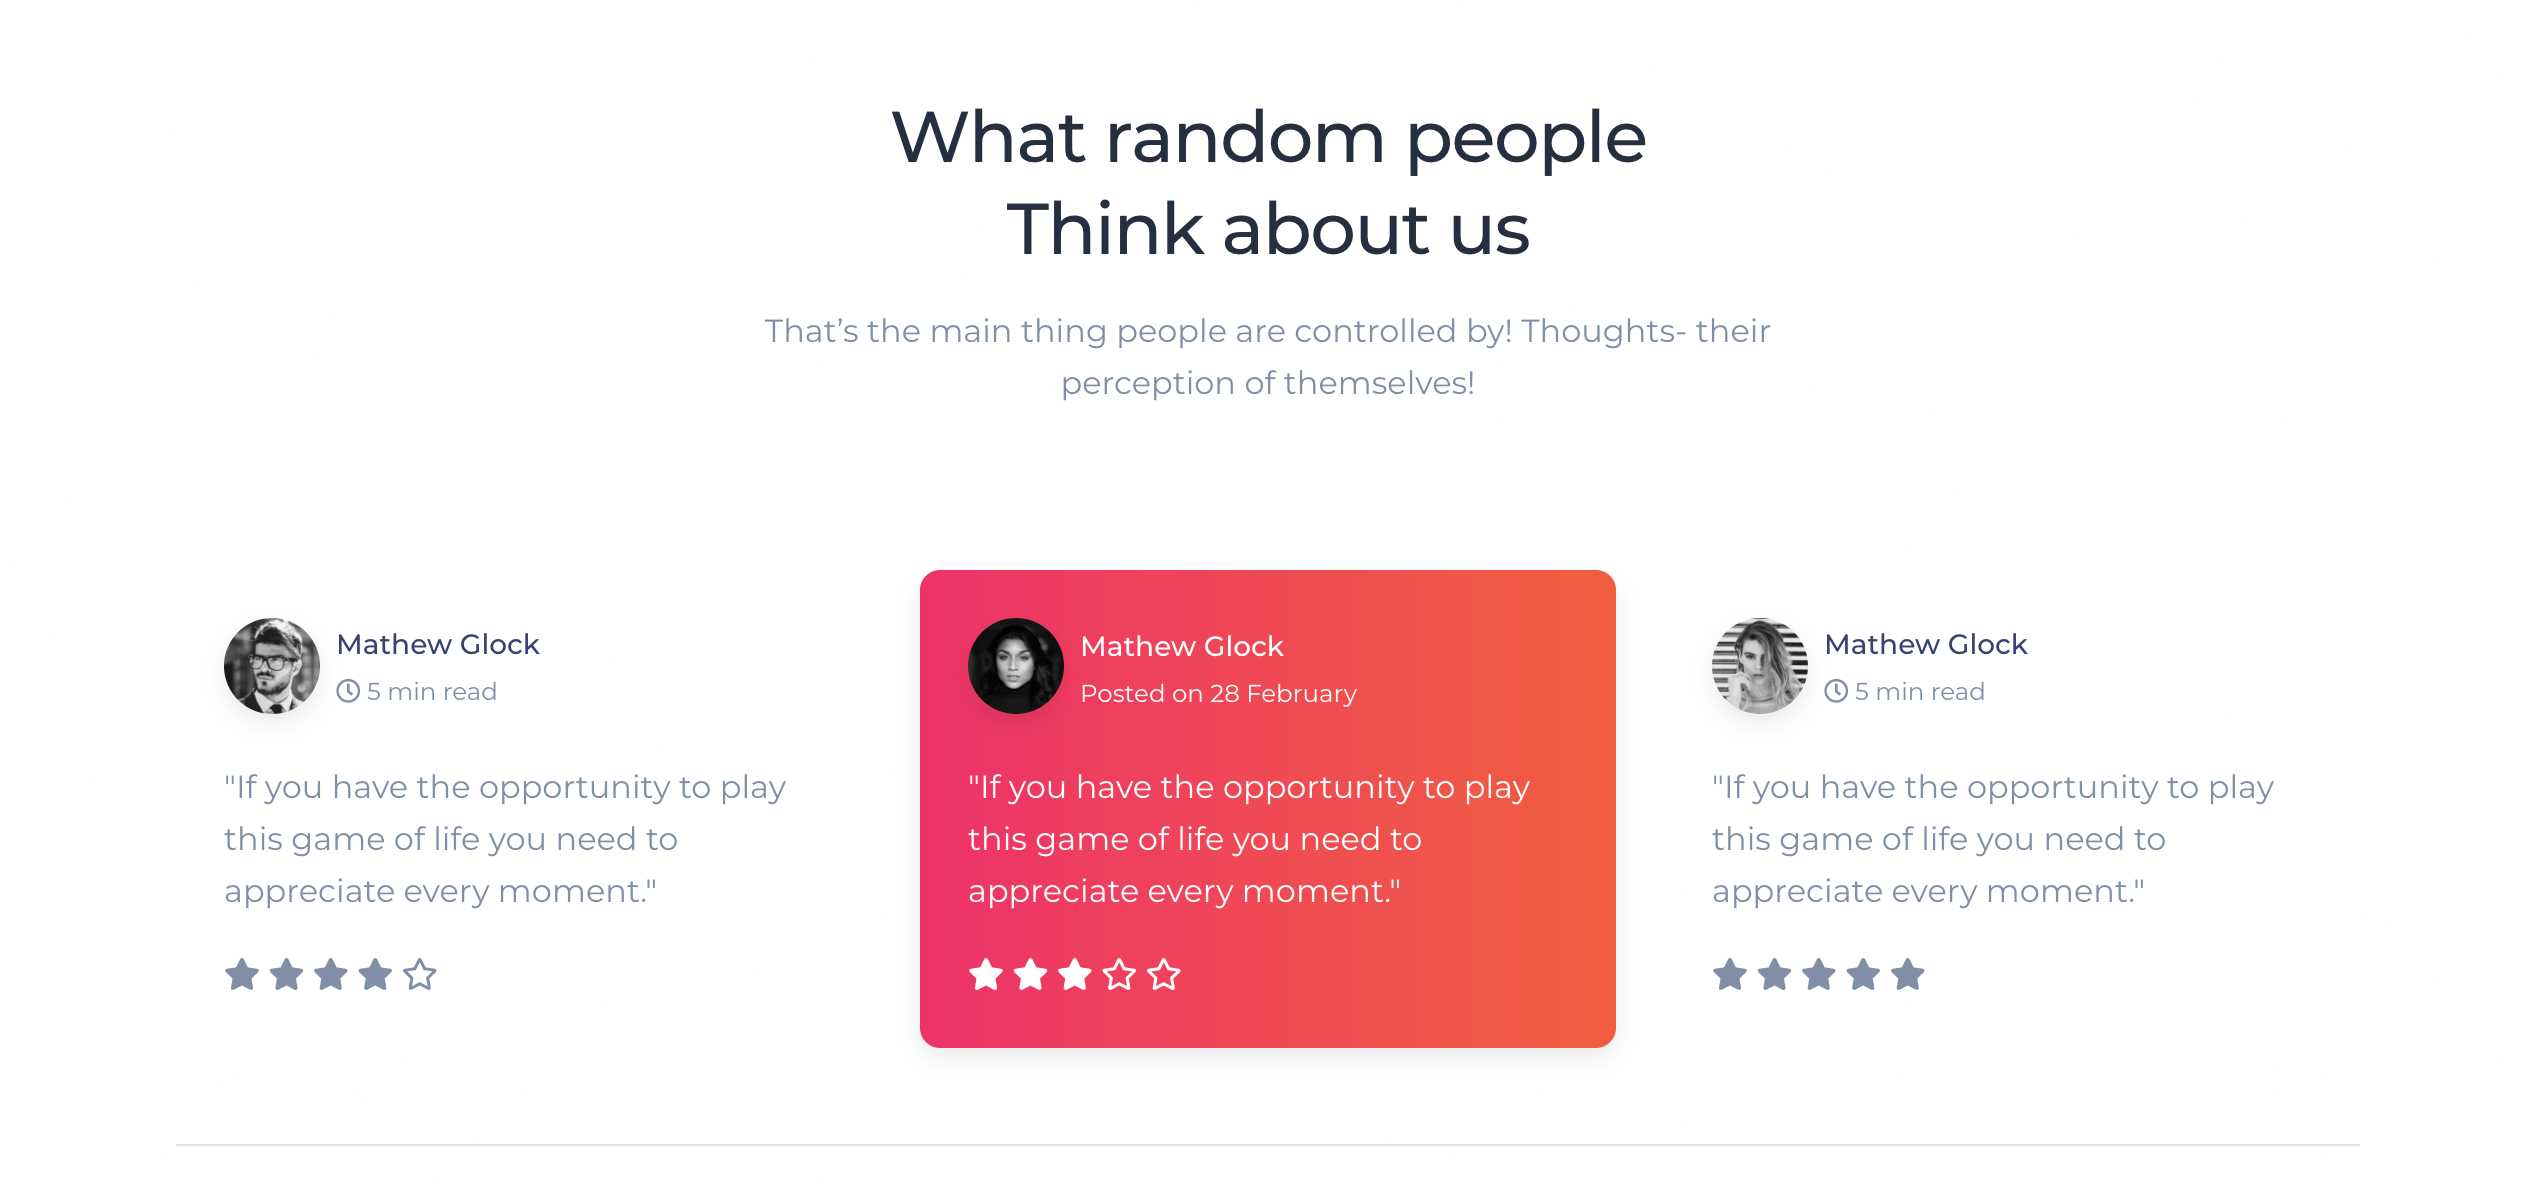 What random people
Think about us
That’s the main thing people are controlled by! Thoughts- their
perception of themselves!
Mathew Glock
5 min read
"If you have the opportunity to play
this game of life you need to
appreciate every moment."
Mathew Glock
Posted on 28 February
"If you have the opportunity to play
this game of life you need to
appreciate every moment."
Mathew Glock
5 min read
"If you have the opportunity to play
this game of life you need to
appreciate every moment."